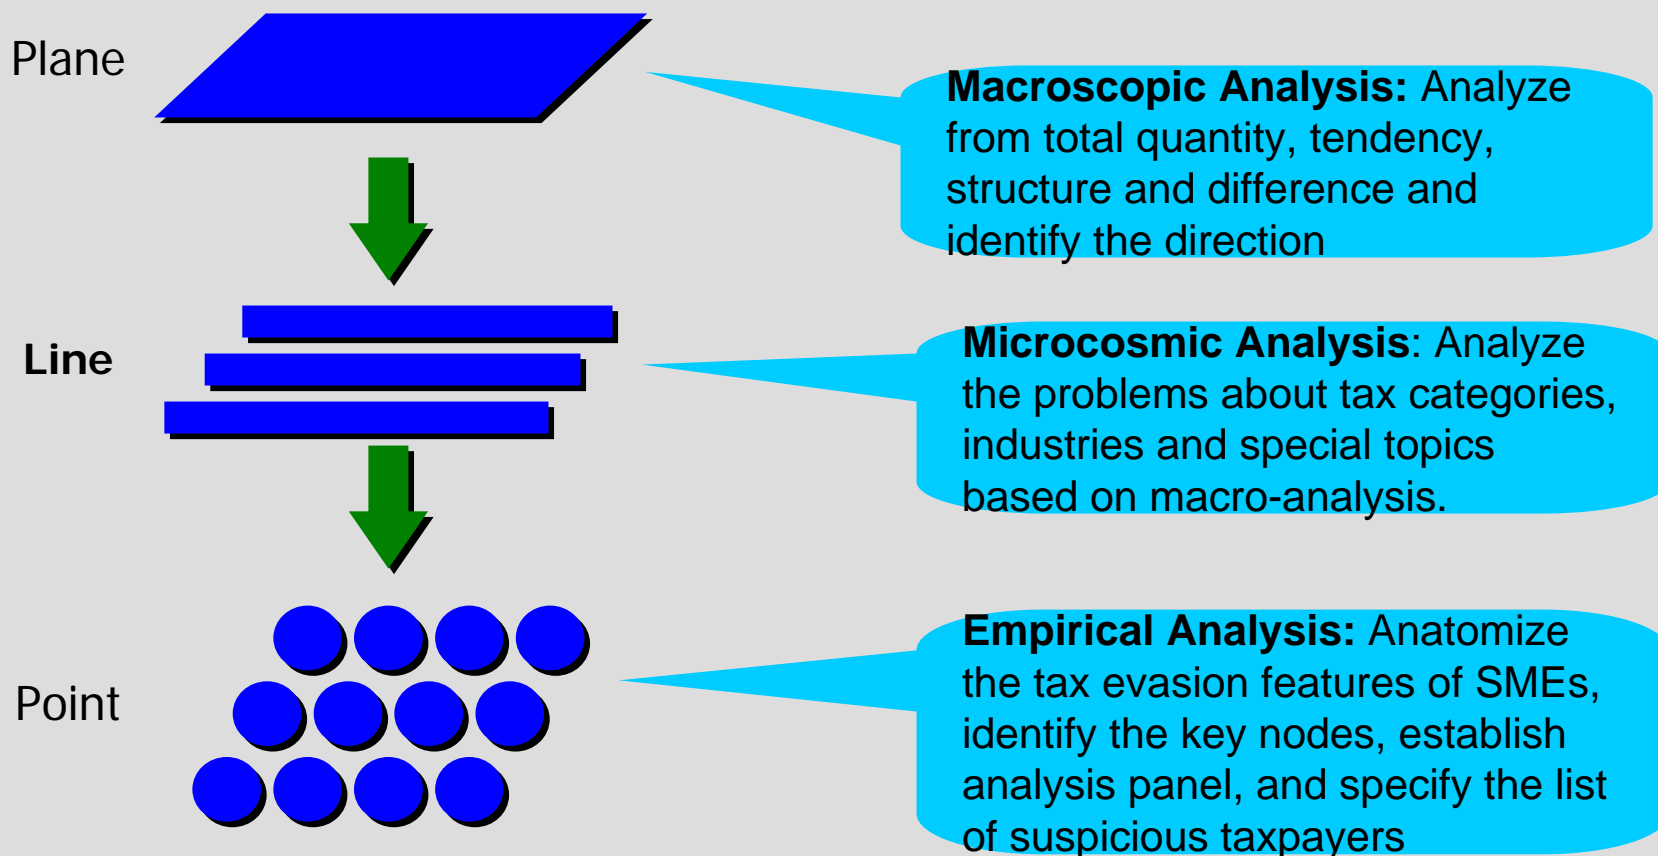 Plane
Macroscopic Analysis: Analyze
from total quantity, tendency,
structure and difference and
identify the direction
Line
Microcosmic Analysis: Analyze
the problems about tax categories,
industries and special topics
based on macro-analysis.
Point
Empirical Analysis: Anatomize
the tax evasion features of SMEs,
identify the key nodes, establish
analysis panel, and specify the list
of suspicious taxpayers